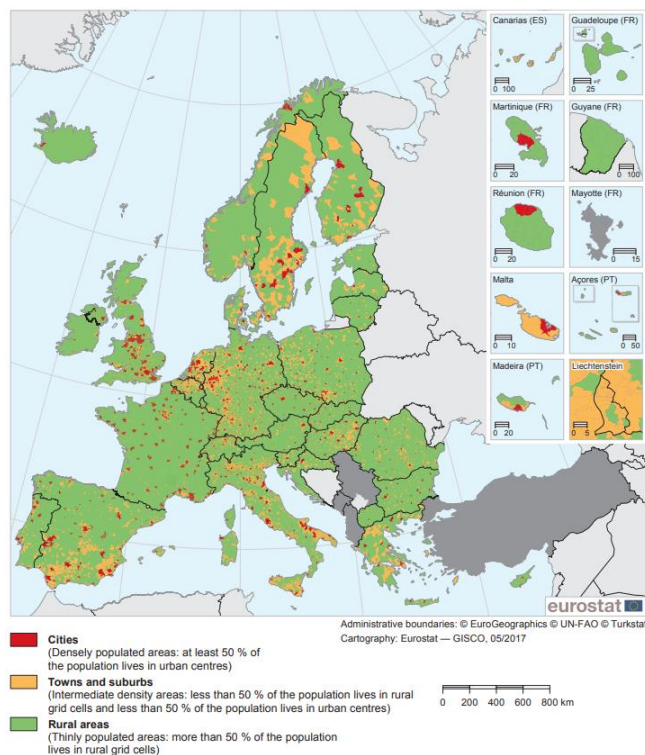 Canarias (ES)
0 100
Guadeloupe (FR)
0 25
Martinique (FR)
0 20
Guyane (FR)
0 100
Réunion (FR)
0 20
Mayotte (FR)
0 15
Malta
0 10
Açores (PT)
0 50
Madeira (PT)
0 20
Liechtenstein
0 5
eurostat
Administrative boundaries: © EuroGeographics © UN-FAO © Turkstat
Cartography: Eurostat — GISCO, 05/2017
Cities
(Densely populated areas: at least 50 % of
the population lives in urban centres)
Towns and suburbs
(Intermediate density areas: less than 50 % of the population lives in rural
grid cells and less than 50 % of the population lives in urban centres)
0 200 400 600 800 km
Rural areas
(Thinly populated areas: more than 50 % of the population
lives in rural grid cells)